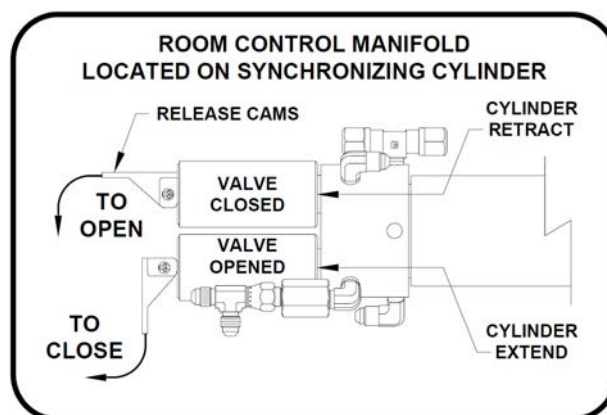 ROOM CONTROL MANIFOLD
LOCATED ON SYNCHRONIZING CYLINDER
RELEASE CAMS
CYLINDER
RETRACT
TO
OPEN
VALVE
CLOSED
VALVE
OPENED
TO
CLOSE
CYLINDER
EXTEND